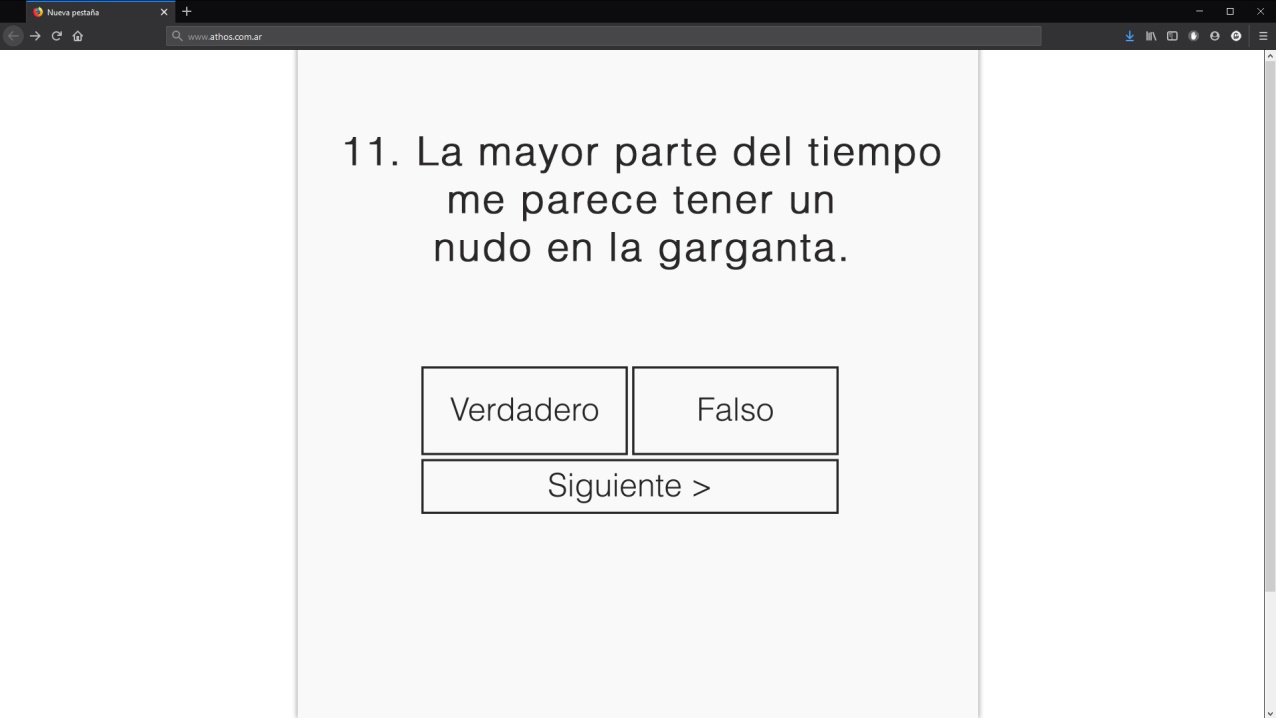 Nueva pestaña
www.athos.com.ar
11. La mayor parte del tiempo
me parece tener un
nudo en la garganta.
Verdadero
Falso
Siguiente >